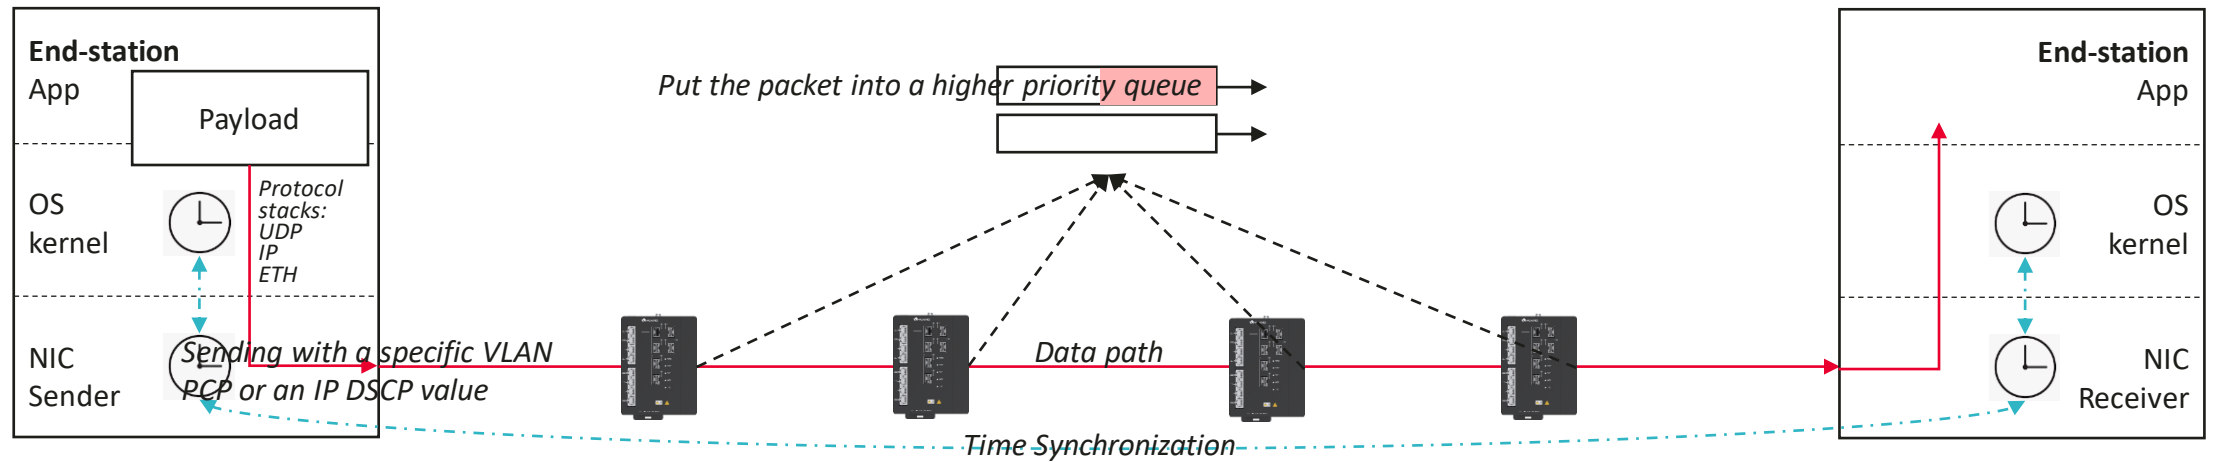 End-station
App
Payload
OS
kernel
Protocol
stacks:
UDP
IP
ETH
NIC
Sender
Sending with a specific VLAN
PCP or an IP DSCP value
Put the packet into a higher priority queue
Data path
Time Synchronization
End-station
App
OS
kernel
NIC
Receiver